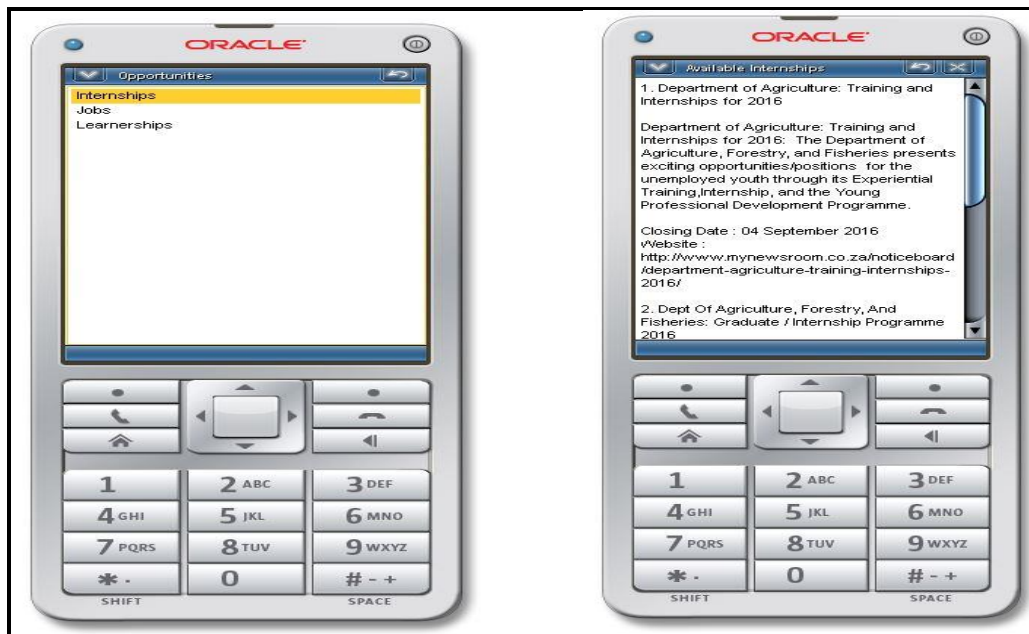 ORACLE
Opportunities
Internships
Jobs
Learnerships
1
2 ABC
3 DEF
4 GHI
5 JKL
6 MNO
7 PQRS
8 TUV
9 WXYZ
* .
0
# - +
SHIFT
SPACE
ORACLE
Available Internships
1. Department of Agriculture: Training and
Internships for 2016
Department of Agriculture: Training and
Internships for 2016: The Department of
Agriculture, Forestry, and Fisheries presents
exciting opportunities/positions for the
unemployed youth through its Experiential
Training,Internship, and the Young
Professional Development Programme.
Closing Date : 04 September 2016
Website :
http://www.mynewsroom.co.za/noticeboard
/department-agriculture-training-internships-
2016/
2. Dept Of Agriculture, Forestry, And
Fisheries: Graduate / Internship Programme
2016
1
2 ABC
3 DEF
4 GHI
5 JKL
6 MNO
7 PQRS
8 TUV
9 WXYZ
* .
0
# - +
SHIFT
SPACE